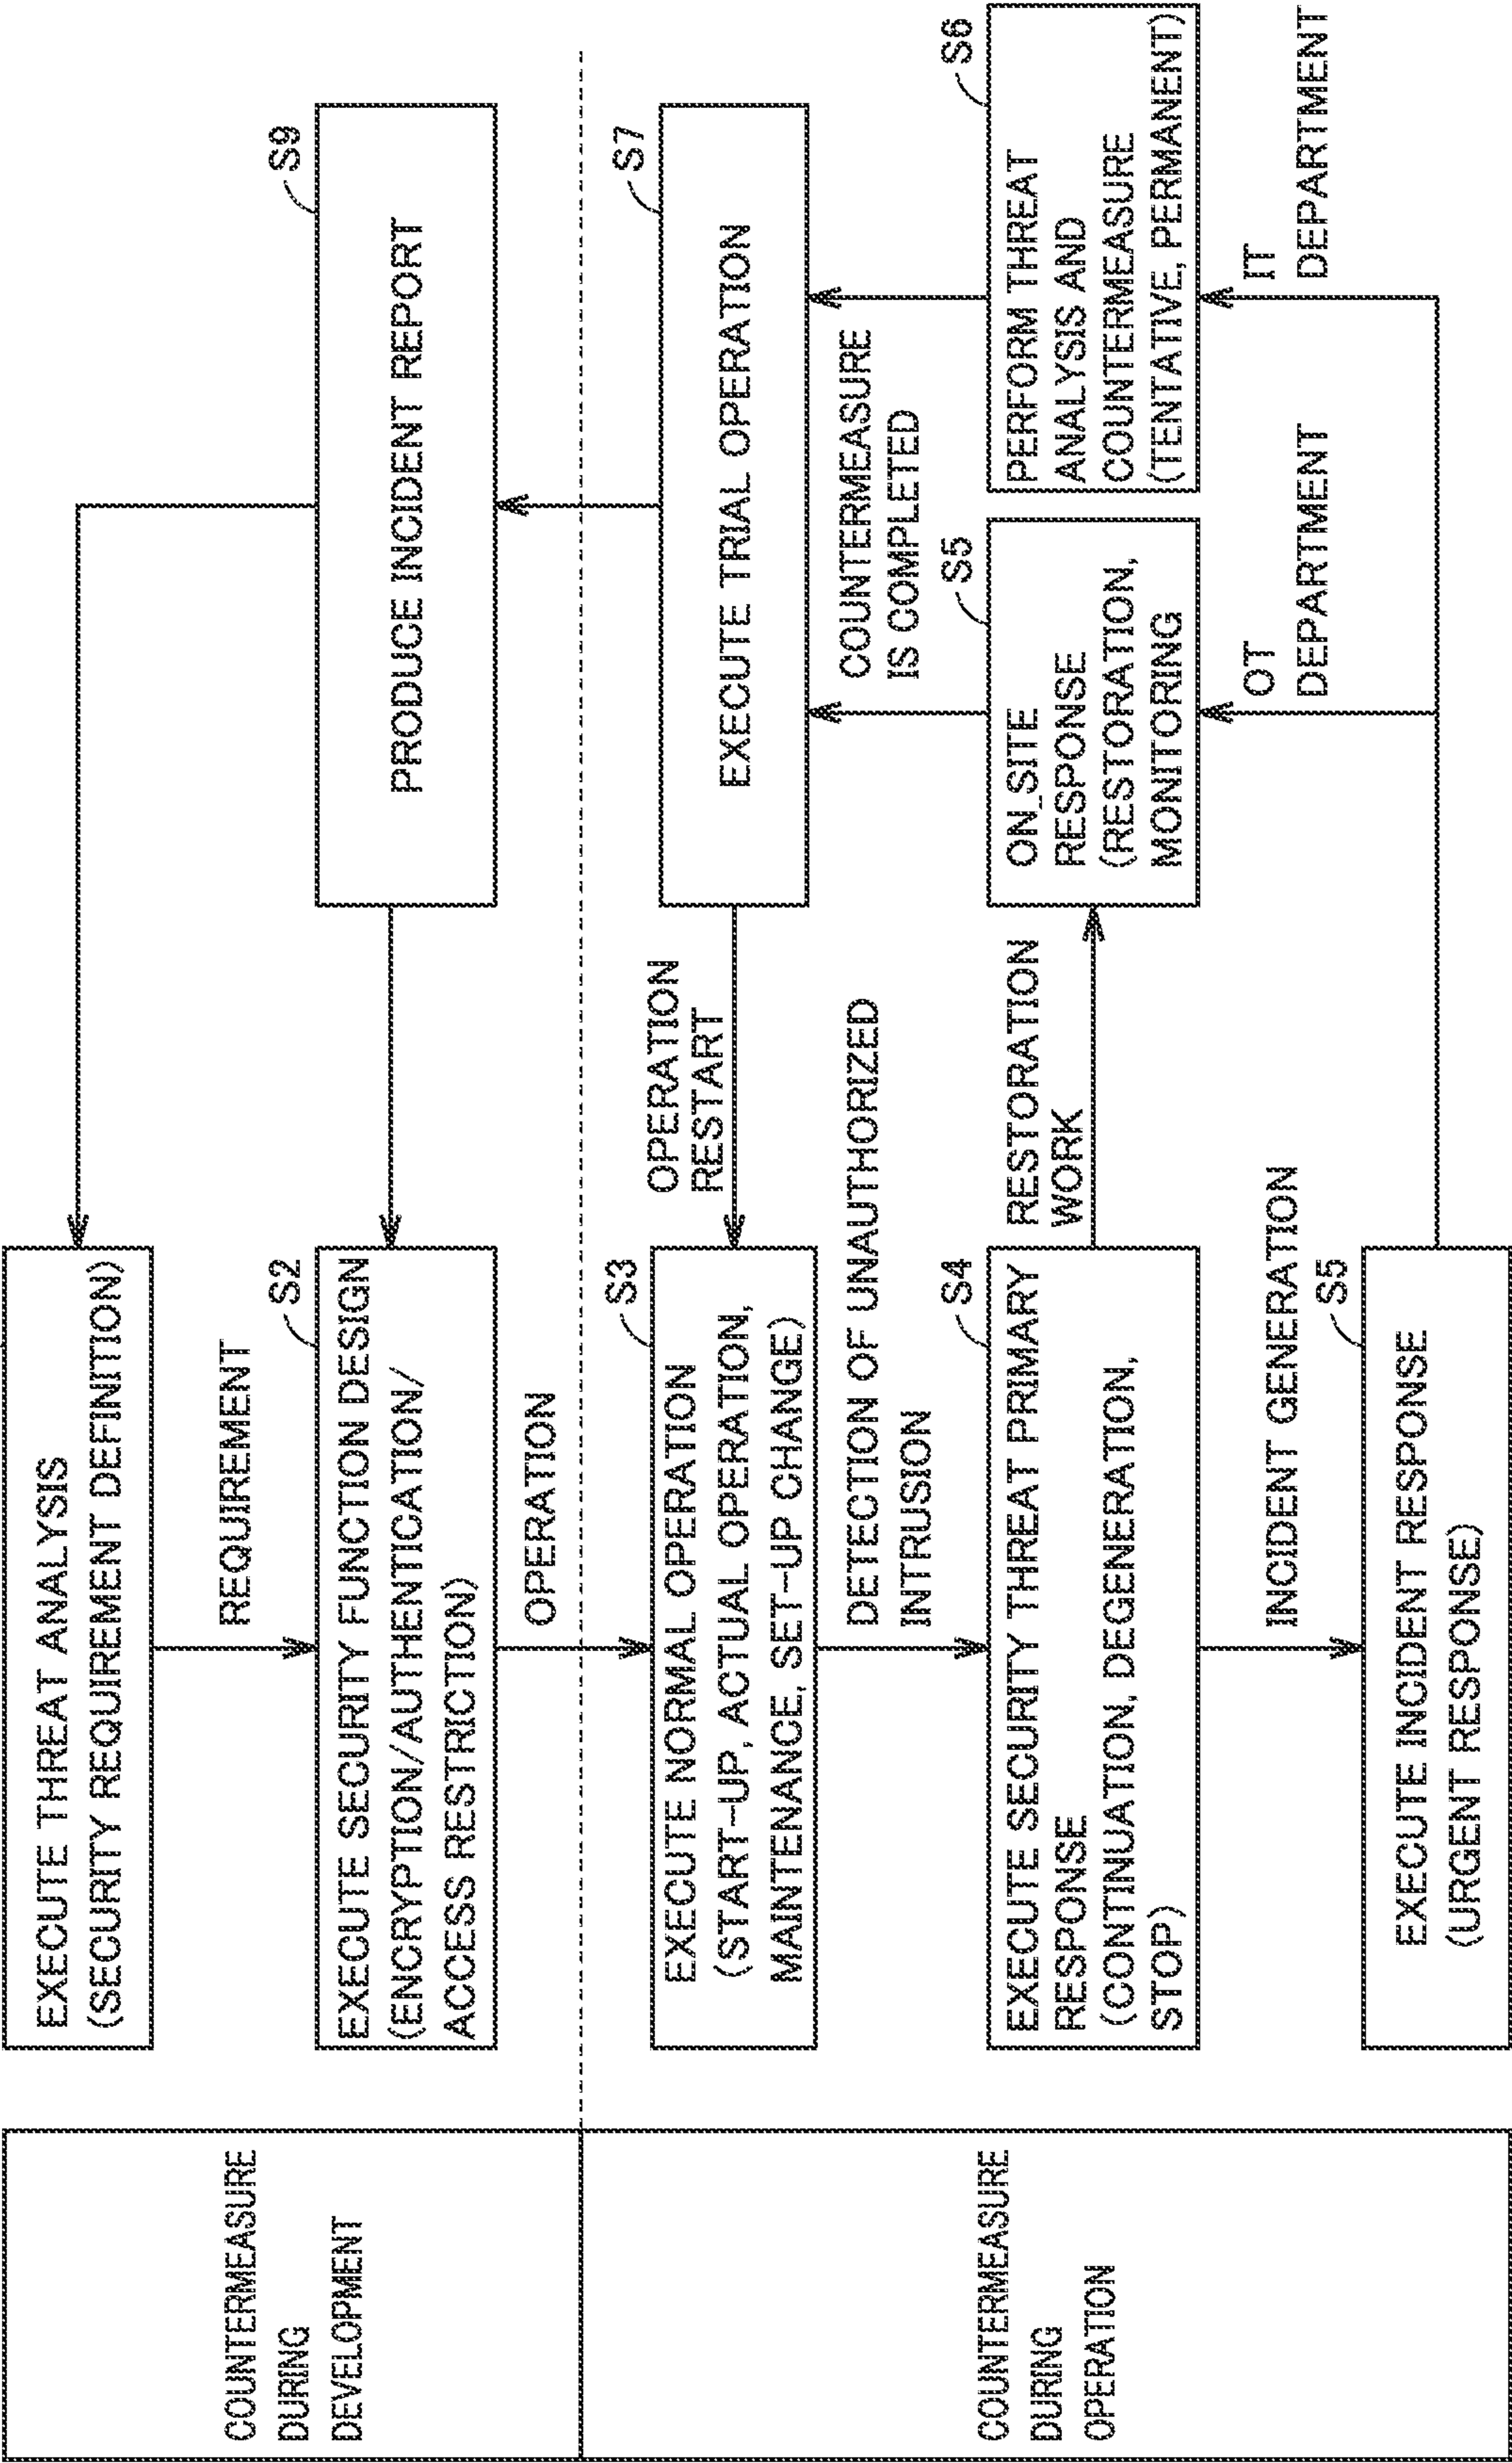 COUNTERMEASURE
DURING
DEVELOPMENT
COUNTERMEASURE
DURING
OPERATION
EXECUTE THREAT ANALYSIS
(SECURITY REQUIREMENT DEFINITION)
REQUIREMENT
S2
EXECUTE SECURITY FUNCTION DESIGN
(ENCRYPTION/AUTHENTICATION/
ACCESS RESTRICTION)
OPERATION
S9
PRODUCE INCIDENT REPORT
S3
EXECUTE NORMAL OPERATION
(START-UP, ACTUAL OPERATION,
MAINTENANCE, SET-UP CHANGE)
OPERATION
RESTART
S7
EXECUTE TRIAL OPERATION
DETECTION OF UNAUTHORIZED
INTRUSION
COUNTERMEASURE
IS COMPLETED
S4
EXECUTE SECURITY THREAT PRIMARY
RESPONSE
(CONTINUATION, DEGENERATION,
STOP)
RESTORATION
WORK
S5
ON_SITE
RESPONSE
(RESTORATION,
MONITORING
S6
PERFORM THREAT
ANALYSIS AND
COUNTERMEASURE
(TENTATIVE, PERMANENT)
INCIDENT GENERATION
OT
DEPARTMENT
IT
DEPARTMENT
S5
EXECUTE INCIDENT RESPONSE
(URGENT RESPONSE)